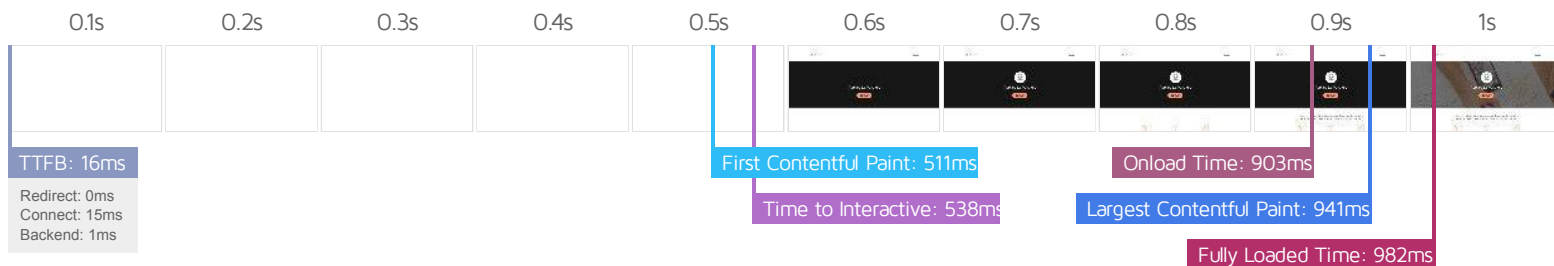 0.1s
0.2s
0.3s
0.4s
0.5s
0.6s
0.7s
0.8s
0.9s
1s
TTFB: 16ms
Redirect: 0ms
Connect: 15ms
Backend: 1ms
First Contentful Paint: 511ms
Time to Interactive: 538ms
Onload Time: 903ms
Largest Contentful Paint: 941ms
Fully Loaded Time: 982ms